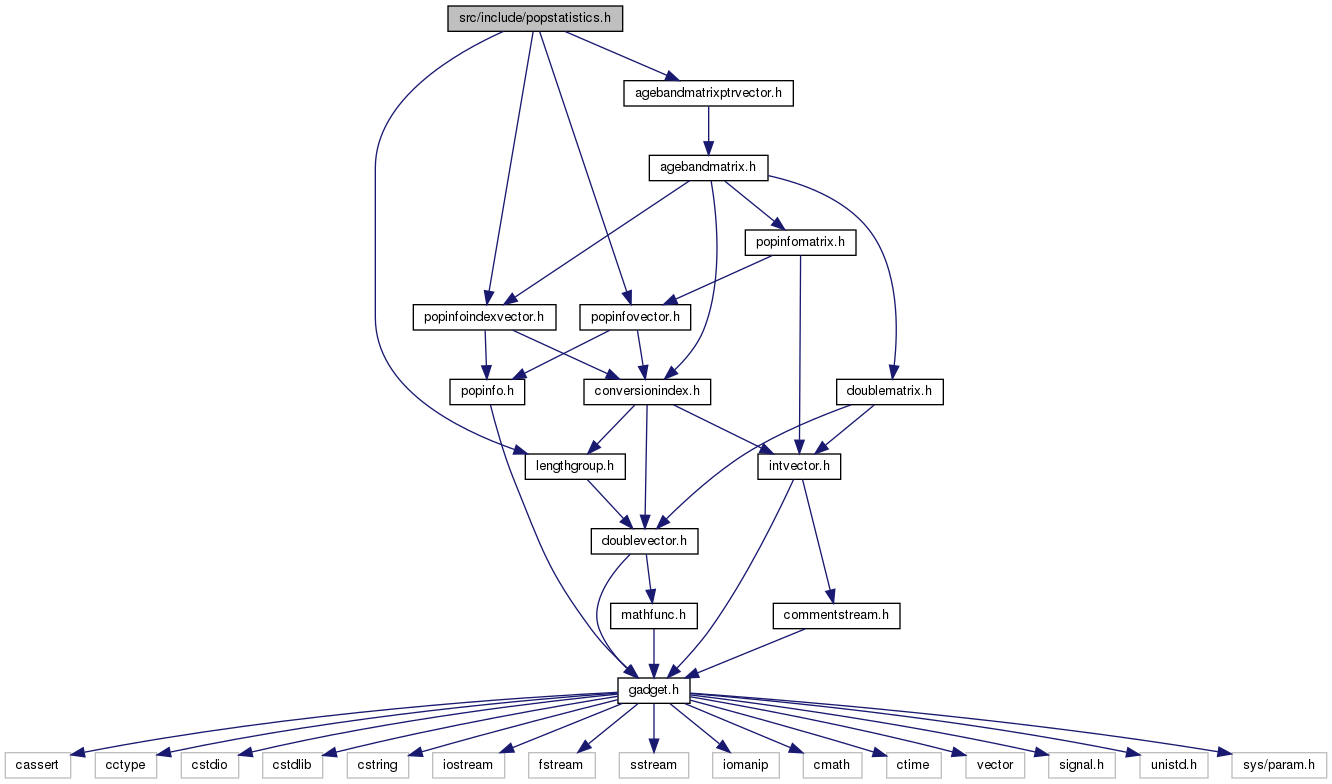 src/include/popstatistics.h
agebandmatrixptrvector.h
agebandmatrix.h
popinfomatrix.h
popinfoindexvector.h
popinfovector.h
popinfo.h
conversionindex.h
doublematrix.h
lengthgroup.h
intvector.h
doublevector.h
mathfunc.h
commentstream.h
gadget.h
cassert
cctype
cstdio
cstdlib
cstring
iostream
fstream
sstream
iomanip
cmath
ctime
vector
signal.h
unistd.h
sys/param.h